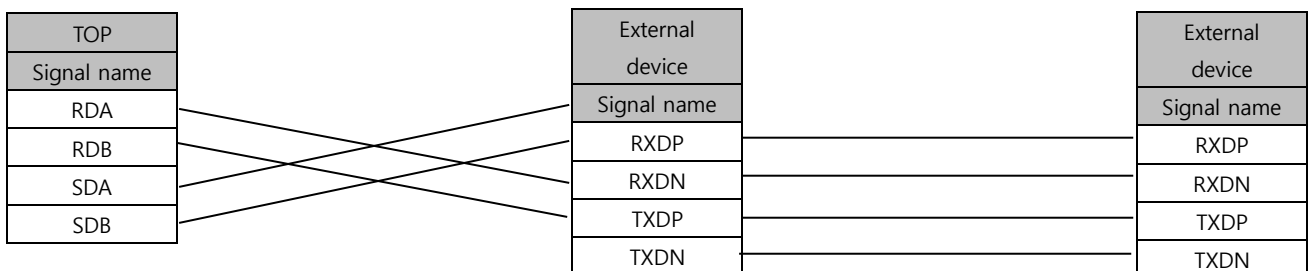 TOP
Signal name
RDA
RDB
SDA
SDB
External
device
Signal name
RXDP
RXDN
TXDP
TXDN
External
device
Signal name
RXDP
RXDN
TXDP
TXDN